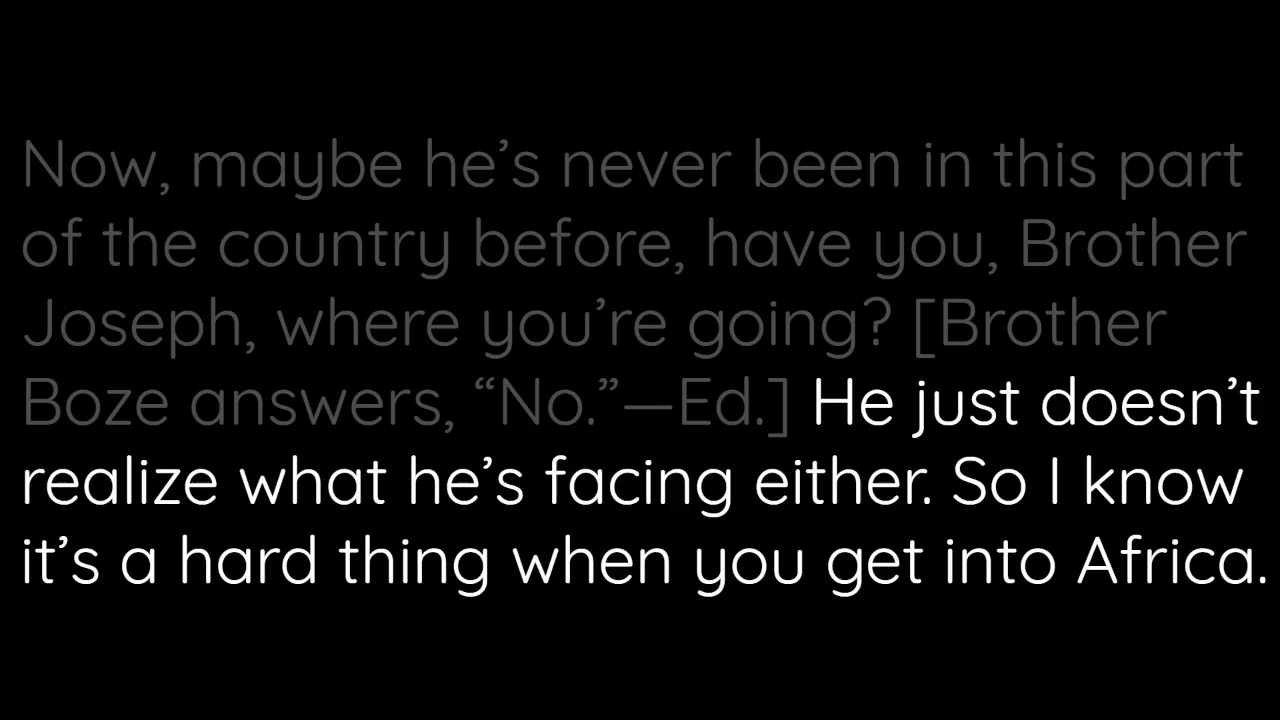 Now, maybe he’s never been in this part
of the country before, have you, Brother
Joseph, where you’re going? [Brother
Boze answers, “No.”—Ed.] He just doesn’t
realize what he’s facing either. So I know
it’s a hard thing when you get into Africa.